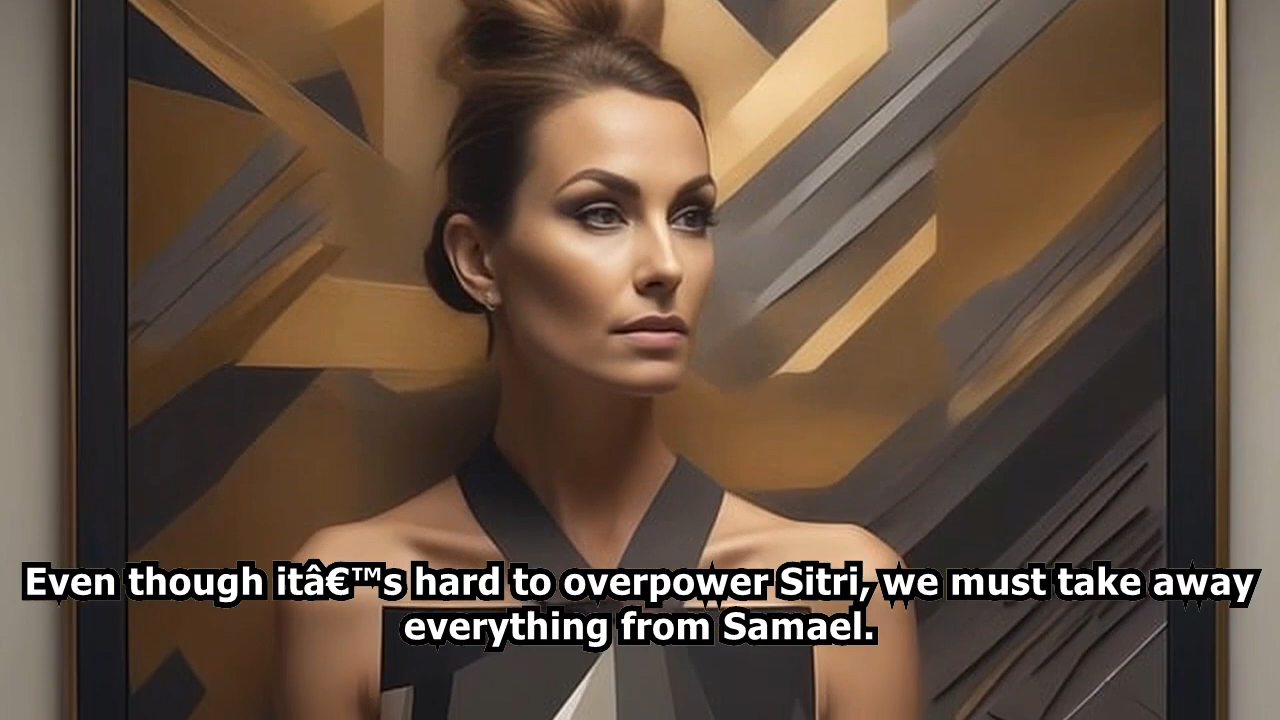 Even though itâ€™s hard to overpower Sitri, we must take away
everything from Samael.